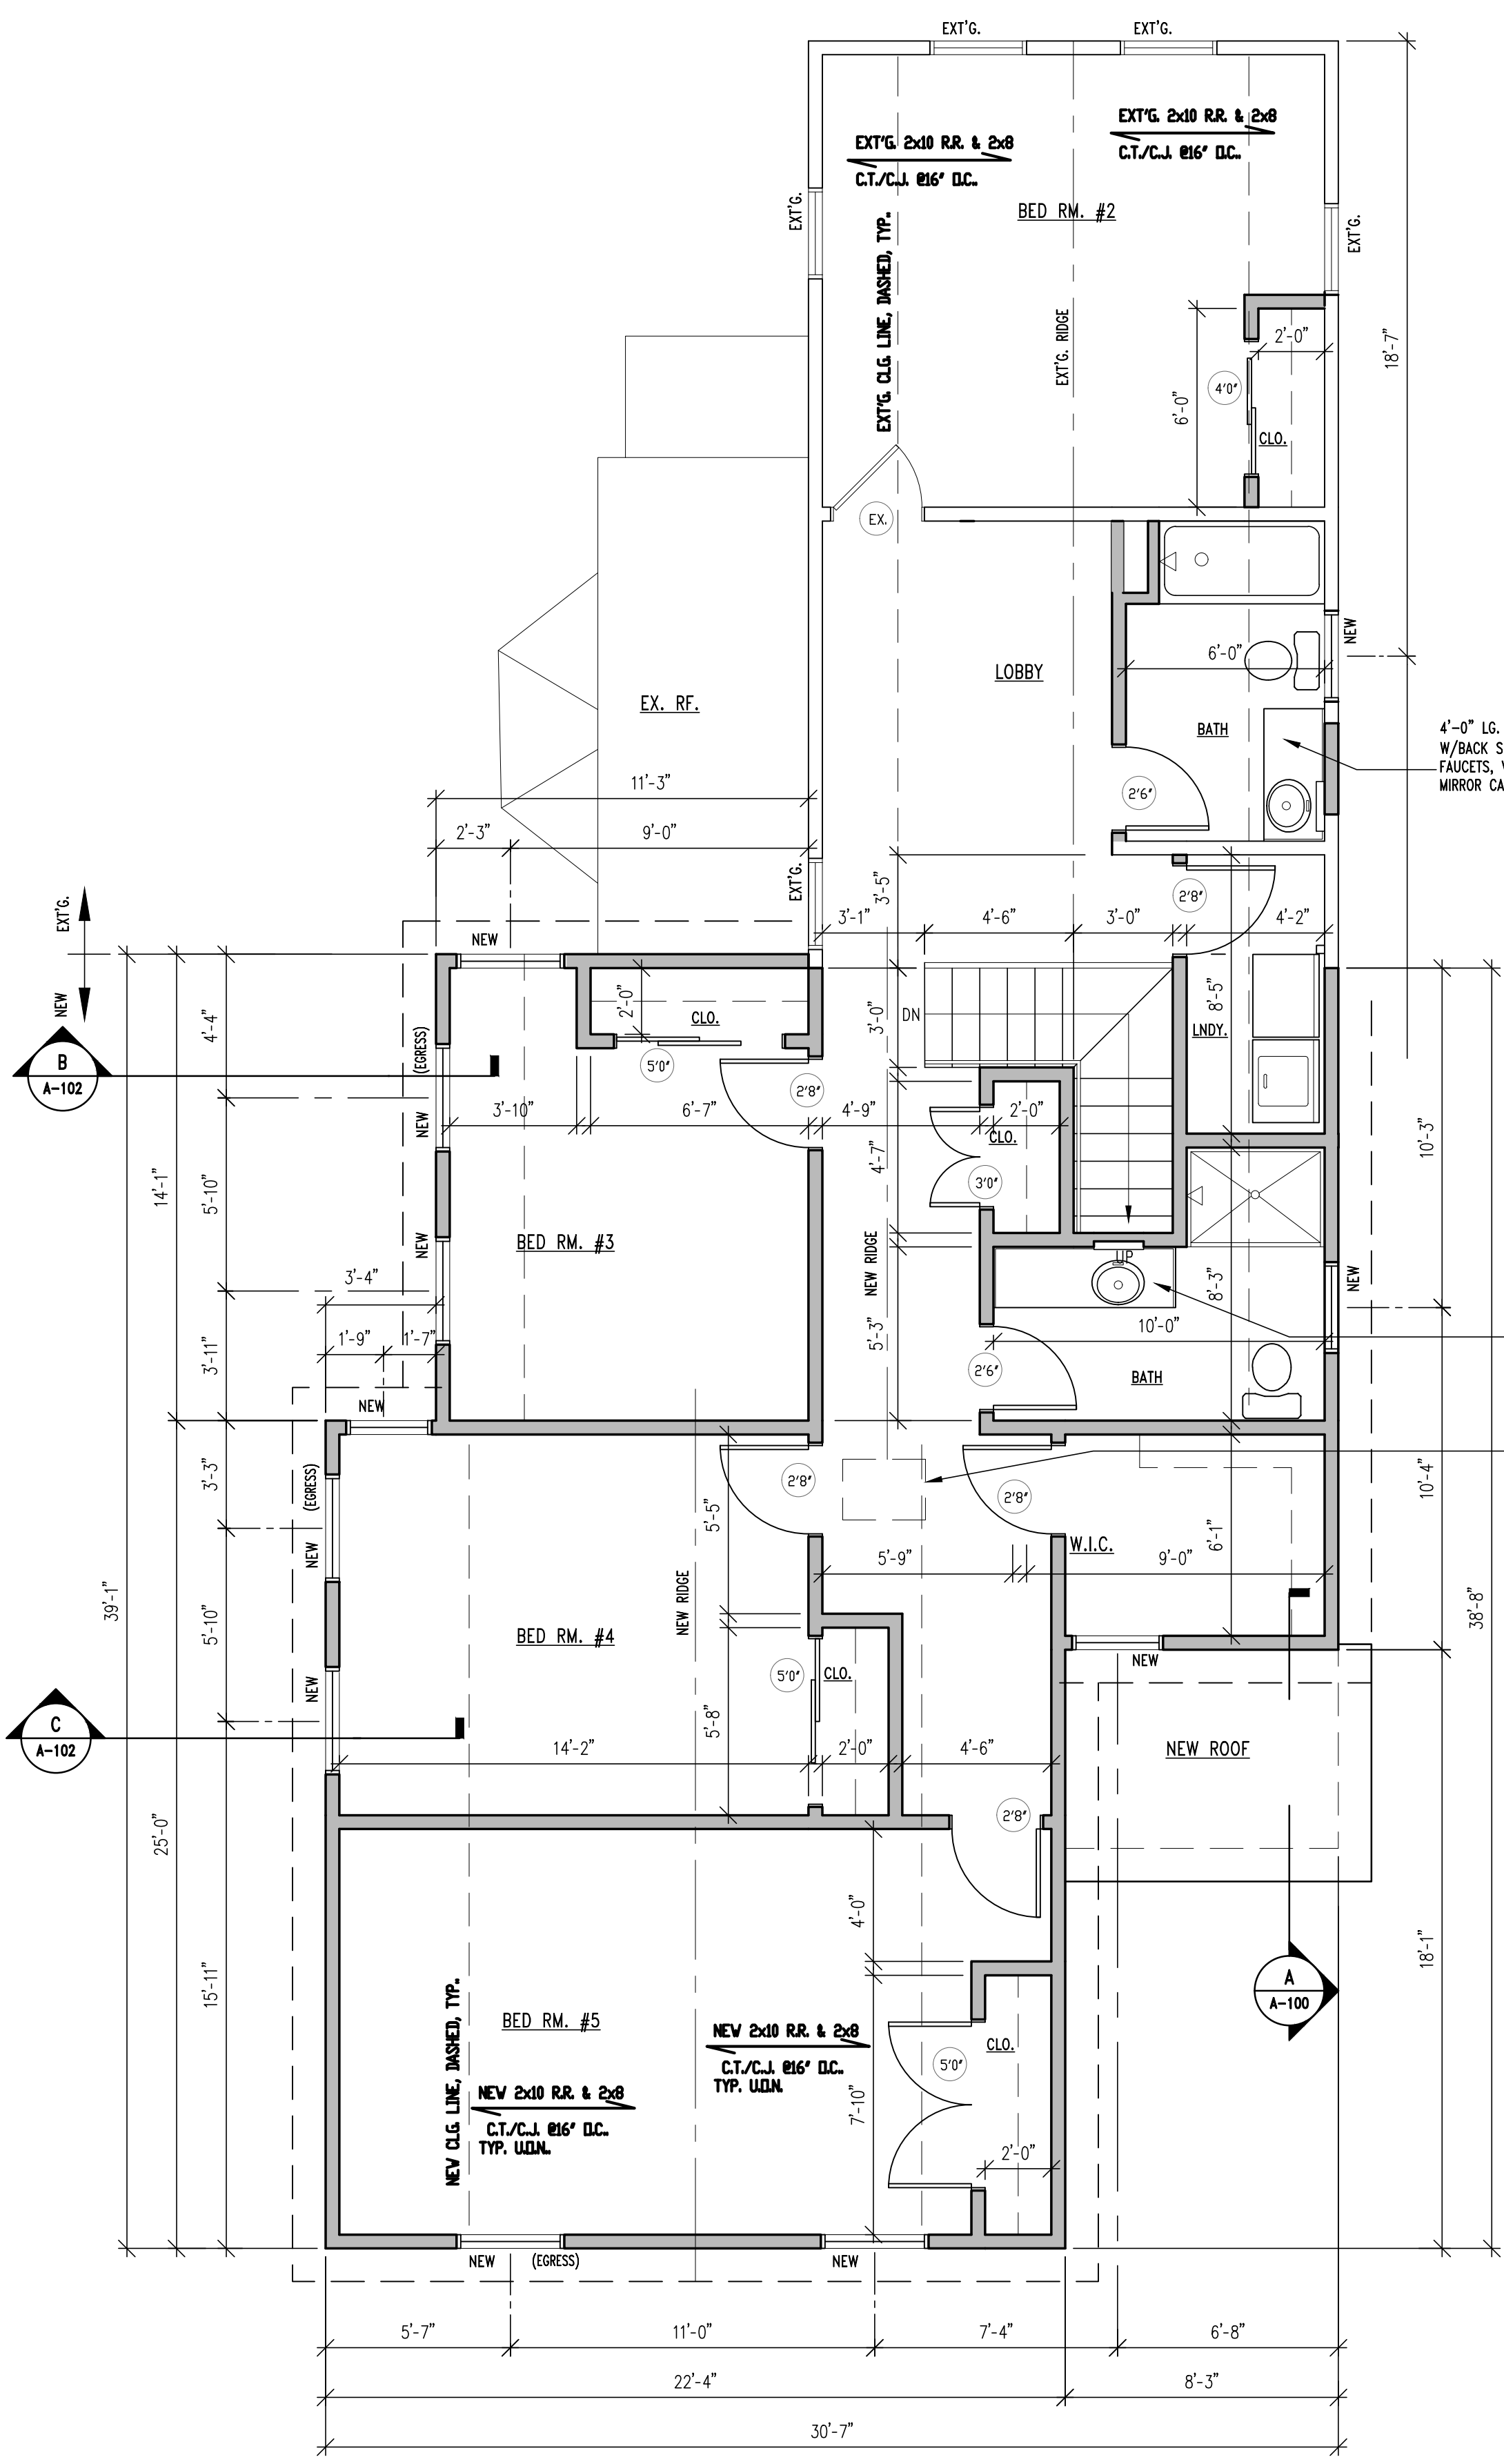 EXT'G.
EXT'G.
EXT'G. 2x10 R.R. & 2x8
C.T./C.J. @16" O.C..
EXT'G. 2x10 R.R. & 2x8
C.T./C.J. @16" O.C..
BED RM. #2
EXT'G.
EXT'G.
EXT'G. CLG. LINE, DASHED, TYP..
EXT'G. RIDGE
18'-7"
2'-0"
4'0"
6'-0"
CLO.
EX.
LOBBY
6'-0"
NEW
BATH
EX. RF.
4'-0" LG.
W/BACK S
FAUCETS, V
MIRROR CA
11'-3"
2'-3"
9'-0"
2'6"
EXT'G.
3'-5"
2'8"
3'-1"
4'-6"
3'-0"
4'-2"
EXT'G.
NEW
NEW
4'-4"
(EGRESS)
2'-0"
CLO.
3'-0"
DN
8'-5"
LNDY.
B
A-102
5'0"
2'8"
NEW
3'-10"
6'-7"
4'-9"
2'-0"
CLO.
4'-7"
10'-3"
14'-1"
5'-10"
3'0"
NEW
BED RM. #3
NEW RIDGE
UP
NEW
3'-4"
8'-3"
1'-9"
1'-7"
3'-11"
5'-3"
10'-0"
2'6"
BATH
NEW
3'-3"
(EGRESS)
2'8"
2'8"
10'-4"
5'-5"
NEW
W.I.C.
6'-1"
5'-9"
9'-0"
39'-1"
5'-10"
NEW RIDGE
38'-8"
BED RM. #4
NEW
NEW
5'0"
CLO.
5'-8"
C
A-102
14'-2"
2'-0"
4'-6"
NEW ROOF
25'-0"
2'8"
4'-0"
15'-11"
18'-1"
A
A-100
BED RM. #5
NEW CLG. LINE, DASHED, TYP.
NEW 2x10 R.R. & 2x8
C.T./C.J. @16" O.C..
TYP. U.O.N.
NEW 2x10 R.R. & 2x8
C.T./C.J. @16" O.C..
TYP. U.O.N..
CLO.
5'0"
7'-10"
2'-0"
NEW
(EGRESS)
NEW
5'-7"
11'-0"
7'-4"
6'-8"
22'-4"
8'-3"
30'-7"